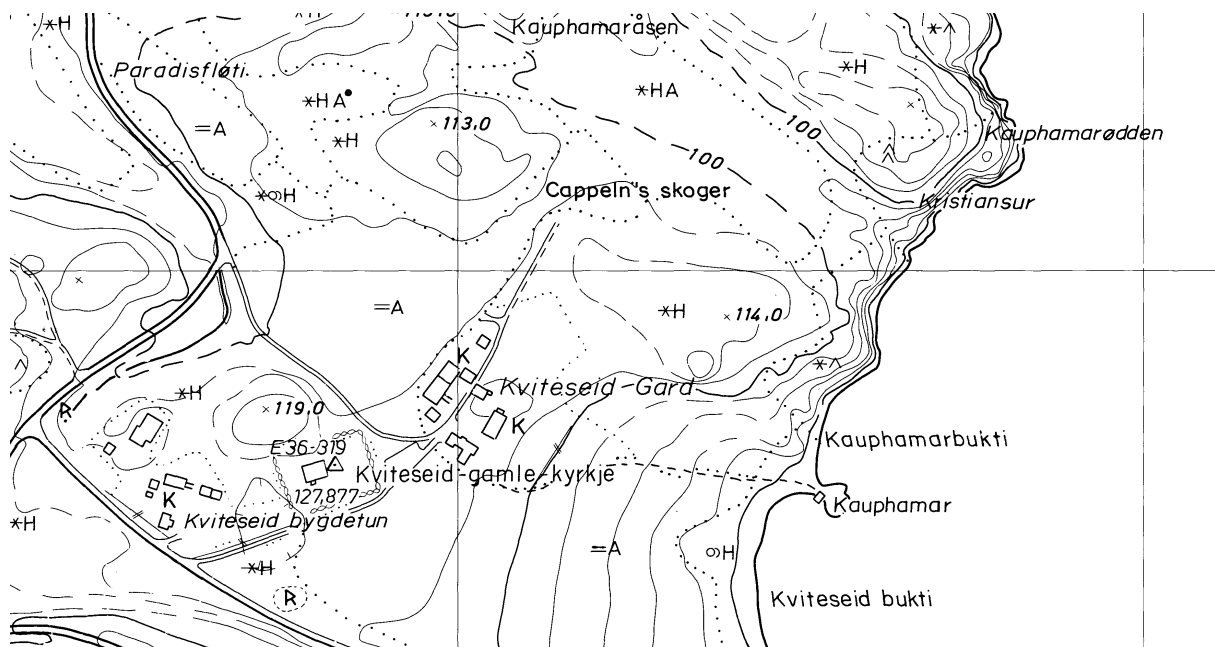 H
Kauphamaråsen
H
Paradisfløti
HA
HA
A
113,0
H
100
Kauphamarødden
100
Cappeln's skoger
H
Kristiansur
A
H
114,0
K
Kviteseid-Gard
H
119,0
R
K
E36-319
Kauphamarbukti
Kviteseid-gamle-kyrkje
127,877
K
Kauphamar
Kviteseid bygdetun
H
A
H
H
R
Kviteseid bukti